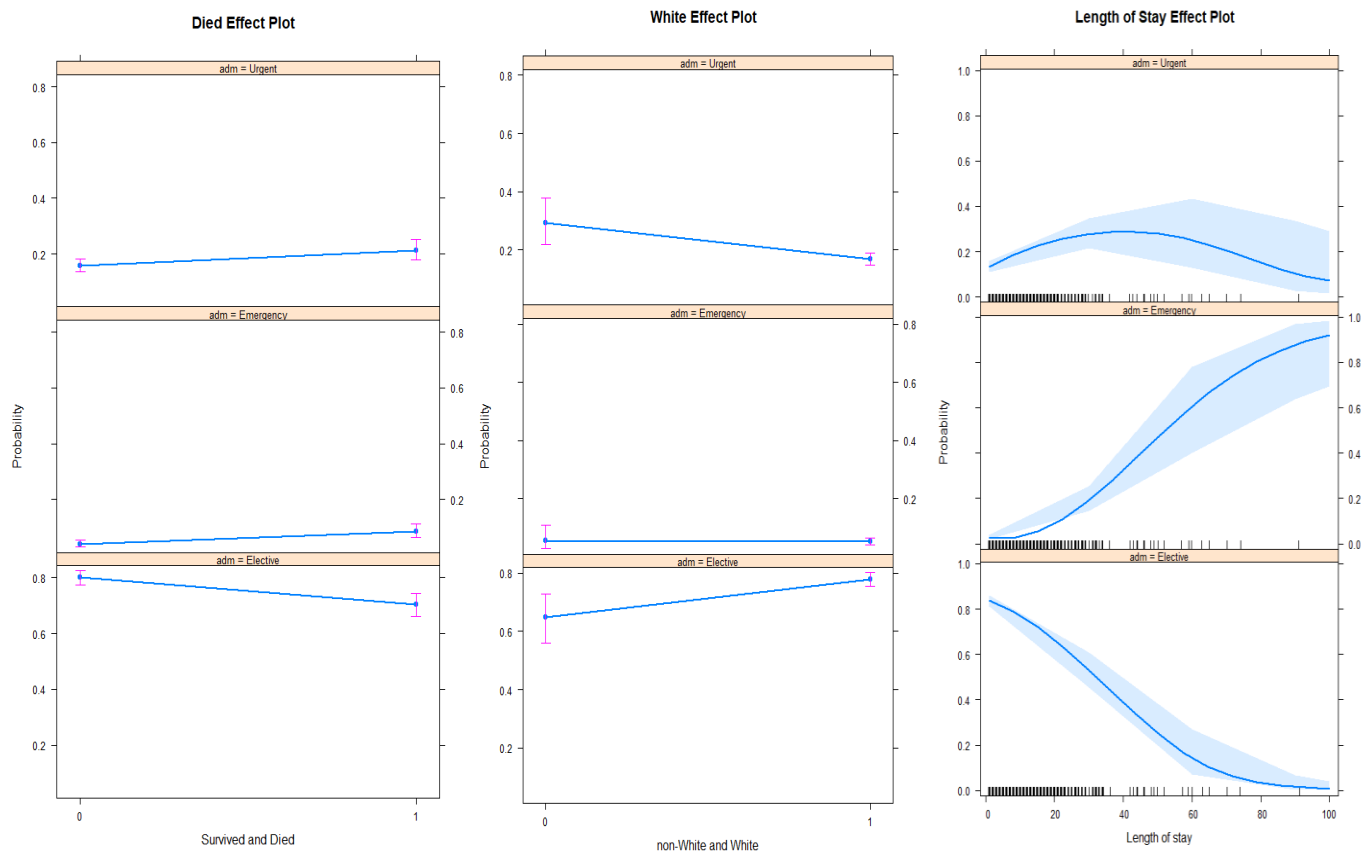 Died Effect Plot
adm = Urgent
0.8
0.6
0.4
0.2
adm = Emergency
0.8
0.6
0.4
0.2
adm = Elective
0.8
0.6
0.4
0.2
0 1
Probability
Survived and Died
White Effect Plot
adm = Urgent
0.8
0.6
0.4
0.2
adm = Emergency
0.8
0.6
0.4
0.2
adm = Elective
0.8
0.6
0.4
0.2
0 1
Probability
non-White and White
Length of Stay Effect Plot
adm = Urgent
1.0
0.8
0.6
0.4
0.2
0.0
adm = Emergency
1.0
0.8
0.6
0.4
0.2
0.0
adm = Elective
1.0
0.8
0.6
0.4
0.2
0.0
0 20 40 60 80 100
Probability
Length of stay